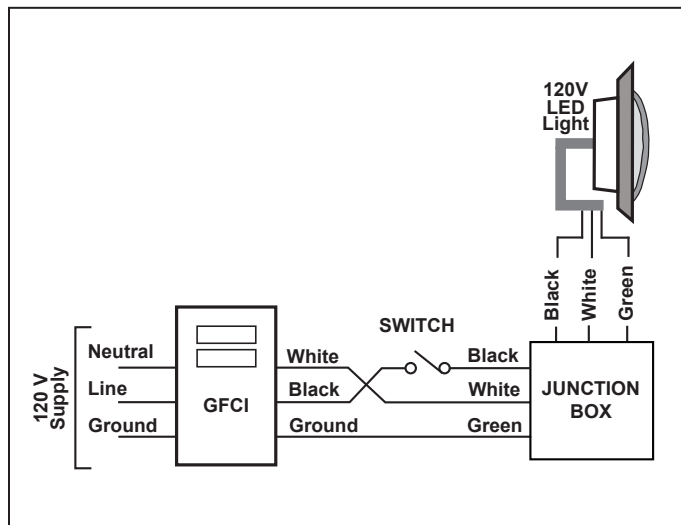 120V
LED
Light
Black
White
Green
SWITCH
120 V
Supply
Neutral
Line
Ground
GFCI
White
Black
Ground
Black
White
Green
JUNCTION
BOX